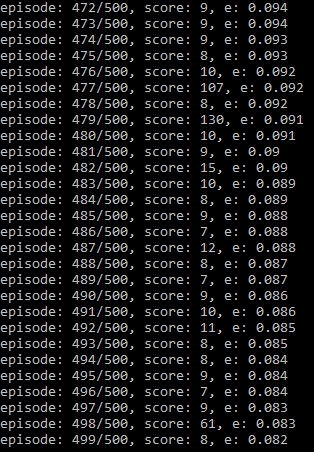 episode: 472/500, score: 9, e: 0.094
episode: 473/500, score: 9, e: 0.094
episode: 474/500, score: 9, e: 0.093
episode: 475/500, score: 8, e: 0.093
episode: 476/500, score: 10, e: 0.092
episode: 477/500, score: 107, e: 0.092
episode: 478/500, score: 8, e: 0.092
episode: 479/500, score: 130, e: 0.091
episode: 480/500, score: 10, e: 0.091
episode: 481/500, score: 9, e: 0.09
episode: 482/500, score: 15, e: 0.09
episode: 483/500, score: 10, e: 0.089
episode: 484/500, score: 8, e: 0.089
episode: 485/500, score: 9, e: 0.088
episode: 486/500, score: 7, e: 0.088
episode: 487/500, score: 12, e: 0.088
episode: 488/500, score: 8, e: 0.087
episode: 489/500, score: 7, e: 0.087
episode: 490/500, score: 9, e: 0.086
episode: 491/500, score: 10, e: 0.086
episode: 492/500, score: 11, e: 0.085
episode: 493/500, score: 8, e: 0.085
episode: 494/500, score: 8, e: 0.084
episode: 495/500, score: 9, e: 0.084
episode: 496/500, score: 7, e: 0.084
episode: 497/500, score: 9, e: 0.083
episode: 498/500, score: 61, e: 0.083
episode: 499/500, score: 8, e: 0.082